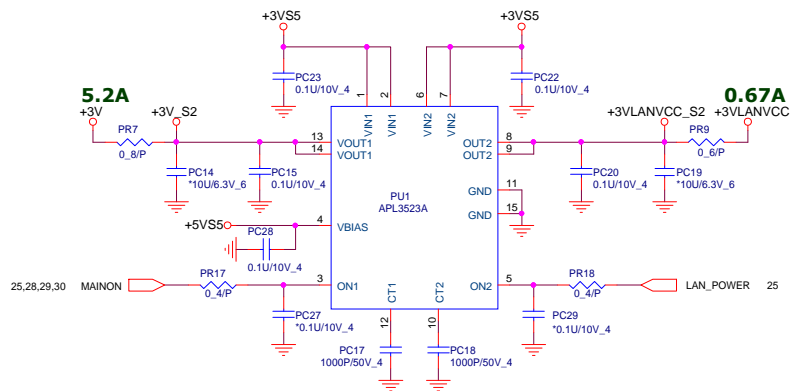 +3VS5
+3VS5
PC23
0.1U/10V_4
PC22
0.1U/10V_4
1
2
6
7
5.2A
+3V
+3V_S2
PR7
0_8/P
VIN1
VIN1
VIN2
VIN2
+3VLANVCC_S2
0.67A
+3VLANVCC
PR9
0_6/P
13
14
VOUT1
VOUT1
OUT2
OUT2
8
9
PC14
*10U/6.3V_6
PC15
0.1U/10V_4
PC20
0.1U/10V_4
PC19
*10U/6.3V_6
PU1
APL3523A
GND
11
GND
15
+5VS5
4
VBIAS
PC28
0.1U/10V_4
25,28,29,30
MAINON
PR17
0_4/P
3
ON1
ON2
5
PR18
0_4/P
LAN_POWER
25
CT1
CT2
PC27
*0.1U/10V_4
12
10
PC29
*0.1U/10V_4
PC17
1000P/50V_4
PC18
1000P/50V_4